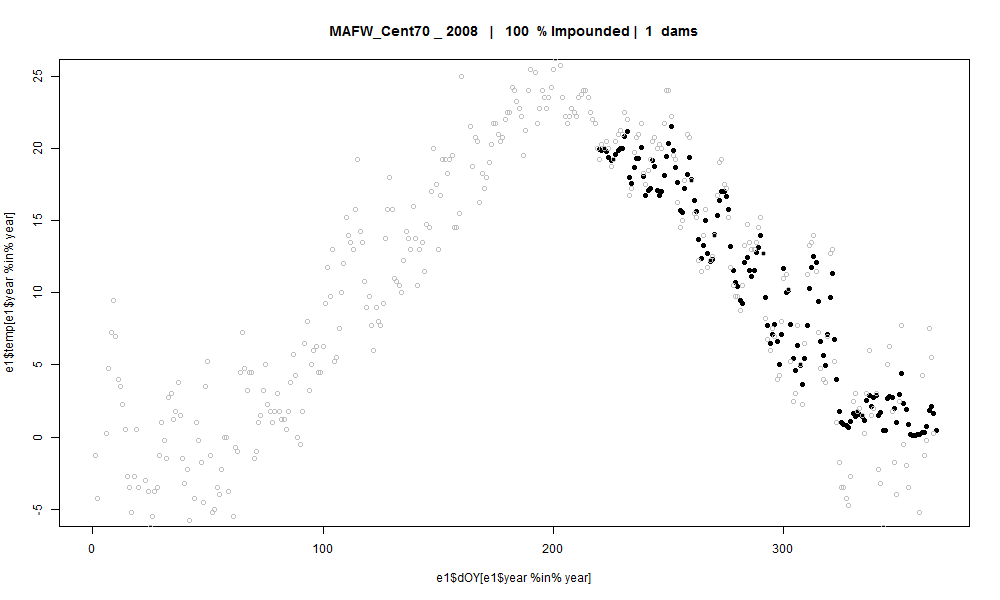 MAFW_Cent70 _ 2008 | 100 % Impounded | 1 dams
25
20
15
10
5
0
-5
e1$temp[e1$year %in% year]
0 100 200 300
e1$dOY[e1$year %in% year]